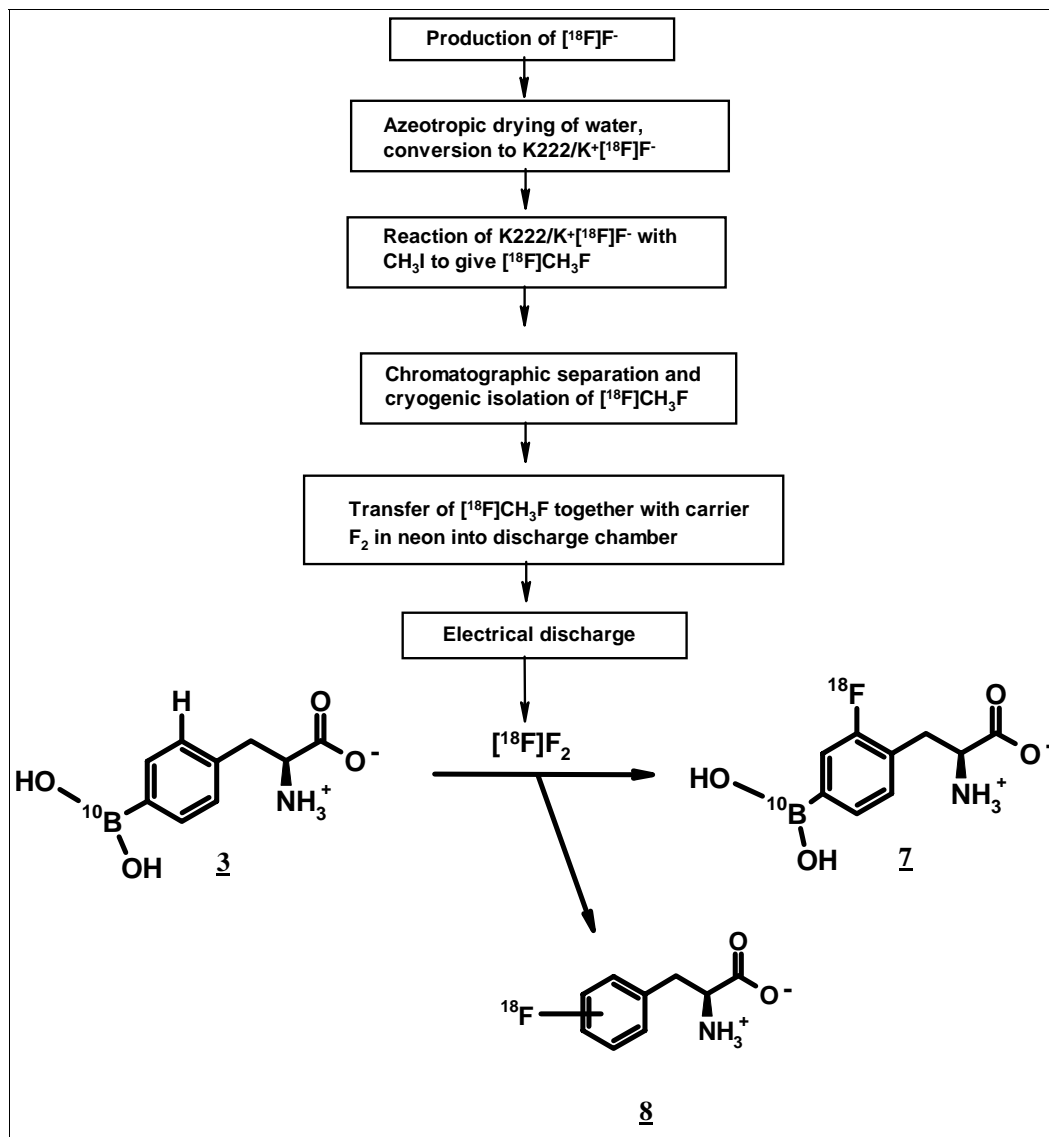 Production of [¹⁸F]F⁻
Azeotropic drying of water,
conversion to K222/K⁺[¹⁸F]F⁻
Reaction of K222/K⁺[¹⁸F]F⁻ with
CH₃I to give [¹⁸F]CH₃F
Chromatographic separation and
cryogenic isolation of [¹⁸F]CH₃F
Transfer of [¹⁸F]CH₃F together with carrier
F₂ in neon into discharge chamber
Electrical discharge
[¹⁸F]F₂
H
O
O⁻
NH₃⁺
HO
¹⁰B
OH
3
¹⁸F
O
O⁻
NH₃⁺
HO
¹⁰B
OH
7
O
O⁻
¹⁸F
NH₃⁺
8